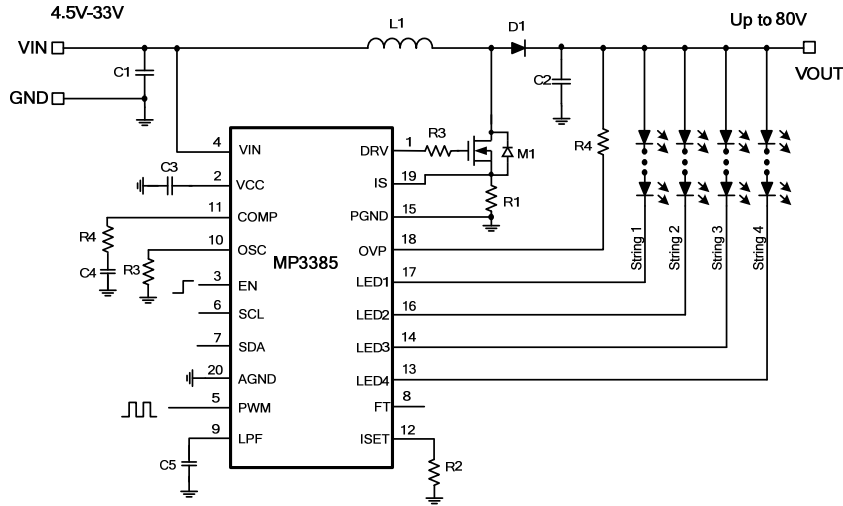 4.5V-33V
Up to 80V
L1
D1
VIN
VOUT
C1
C2
GND
4
VIN
DRV
1
R3
M1
R4
C3
2
VCC
IS
19
R1
11
COMP
PGND
15
R4
10
OSC
OVP
18
C4
R3
MP3385
3
EN
LED1
17
6
SCL
LED2
16
7
SDA
LED3
14
20
AGND
LED4
13
5
PWM
FT
8
9
LPF
ISET
12
C5
R2
String 1
String 2
String 3
String 4